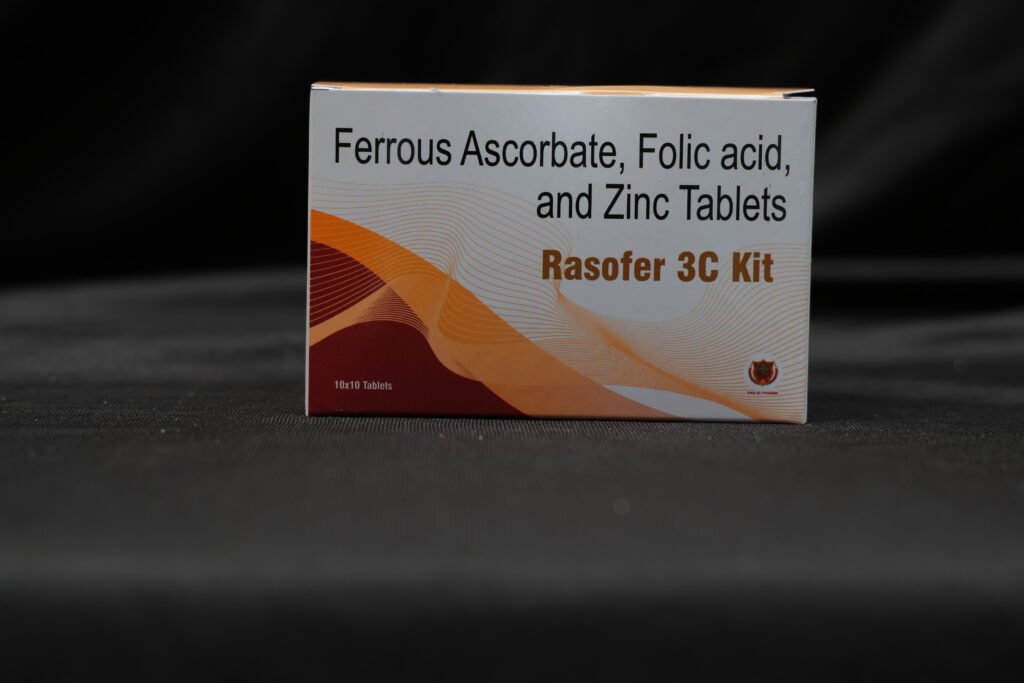 Ferrous Ascorbate, Folic acid,
and Zinc Tablets
Rasofer 3C Kit
10x10 Tablets